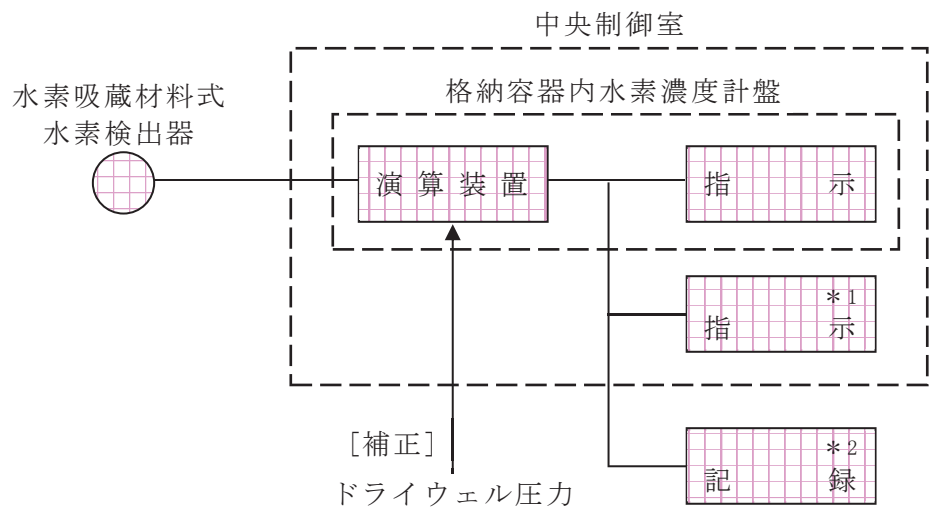 中央制御室
格納容器内水素濃度計盤
水素吸蔵材料式
水素検出器
演算装置
指示
*1
指示
*2
記録
[補正]
ドライウェル圧力